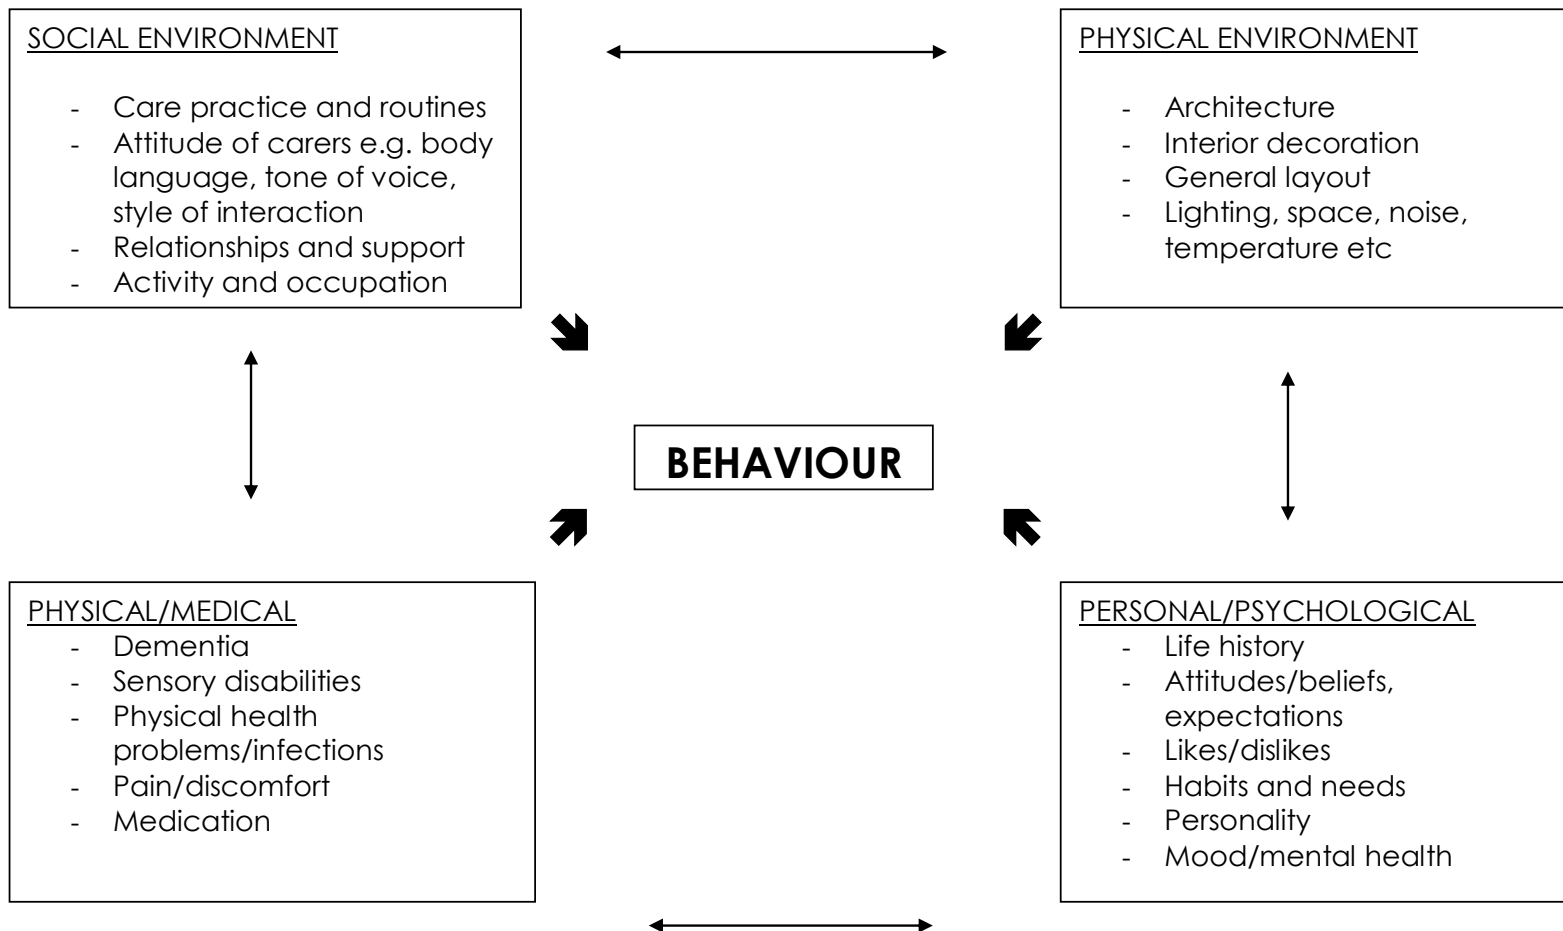 SOCIAL ENVIRONMENT
- Care practice and routines
- Attitude of carers e.g. body
language, tone of voice,
style of interaction
- Relationships and support
- Activity and occupation
PHYSICAL ENVIRONMENT
- Architecture
- Interior decoration
- General layout
- Lighting, space, noise,
temperature etc
BEHAVIOUR
PHYSICAL/MEDICAL
- Dementia
- Sensory disabilities
- Physical health
problems/infections
- Pain/discomfort
- Medication
PERSONAL/PSYCHOLOGICAL
- Life history
- Attitudes/beliefs,
expectations
- Likes/dislikes
- Habits and needs
- Personality
- Mood/mental health